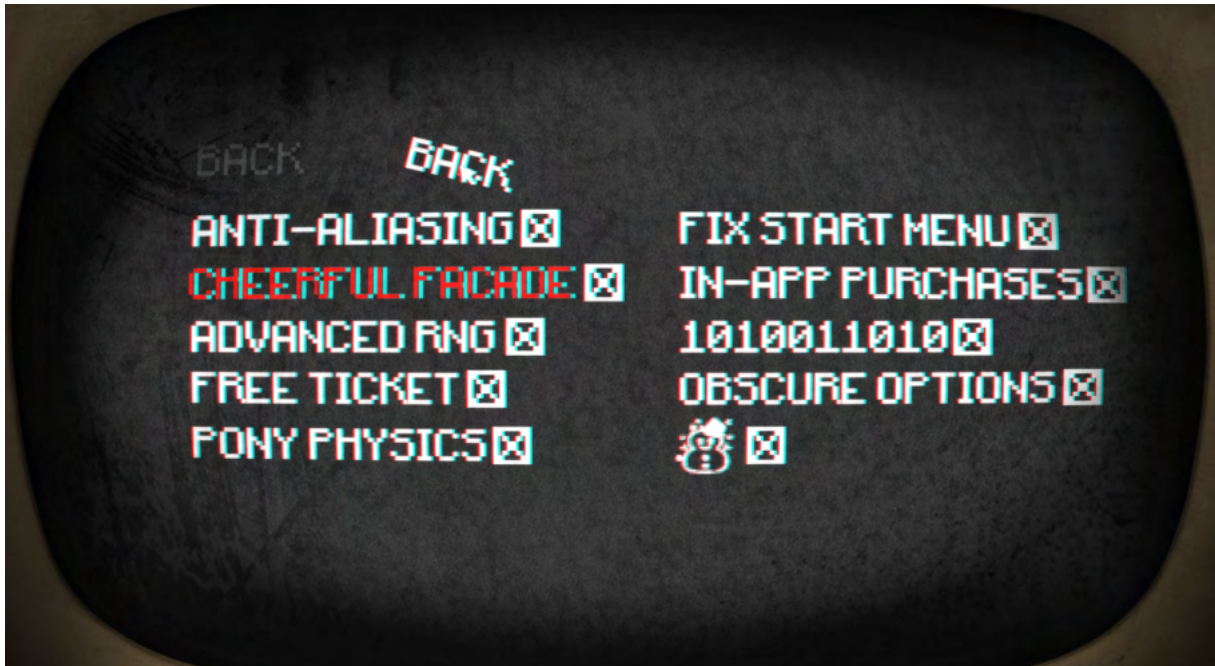 BACK BACK
ANTI-ALIASING
CHEERFUL FACADE
ADVANCED RNG
FREE TICKET
PONY PHYSICS
FIX START MENU
IN-APP PURCHASES
1010011010
OBSCURE OPTIONS